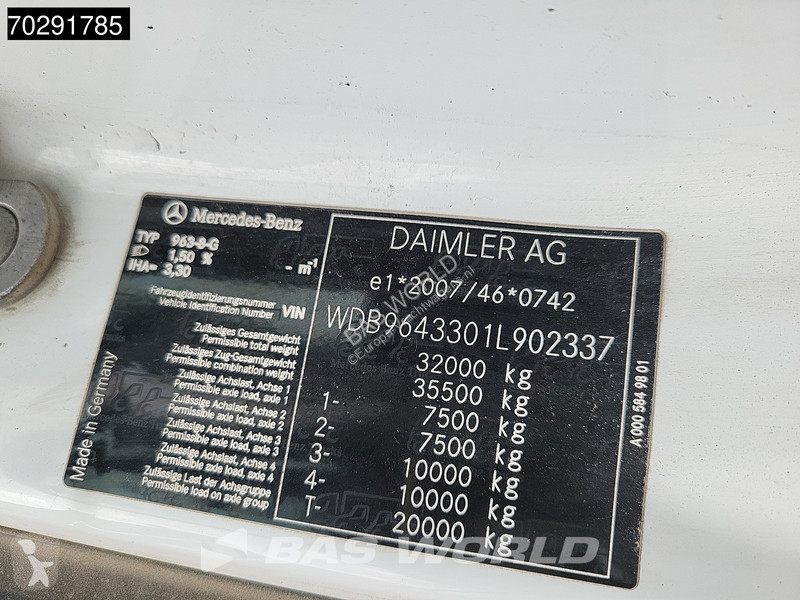 70291785
Mercedes-Benz
TYP 963-8-G
1,50 %
IHA= 3,30 - m-1
Fahrzeugidentifizierungsnummer
Vehicle Identification Number VIN
Zulässiges Gesamtgewicht
Permissible total weight
Zulässiges Zug-Gesamtgewicht
Permissible combination weight
Zulässige Achslast, Achse 1
Permissible axle load, axle 1
Zulässige Achslast, Achse 2
Permissible axle load, axle 2
Zulässige Achslast, Achse 3
Permissible axle load, axle 3
Zulässige Achslast, Achse 4
Permissible axle load, axle 4
Zulässige Last der Achsgruppe
Permissible load on axle group
Made in Germany
DAIMLER AG
e1*2007/46*0742
WDB9643301L902337
32000 kg
35500 kg
1- 7500 kg
2- 7500 kg
3- 10000 kg
4- 10000 kg
T- 20000 kg
A 000 584 98 01
BAS WORLD
BAS WORLD